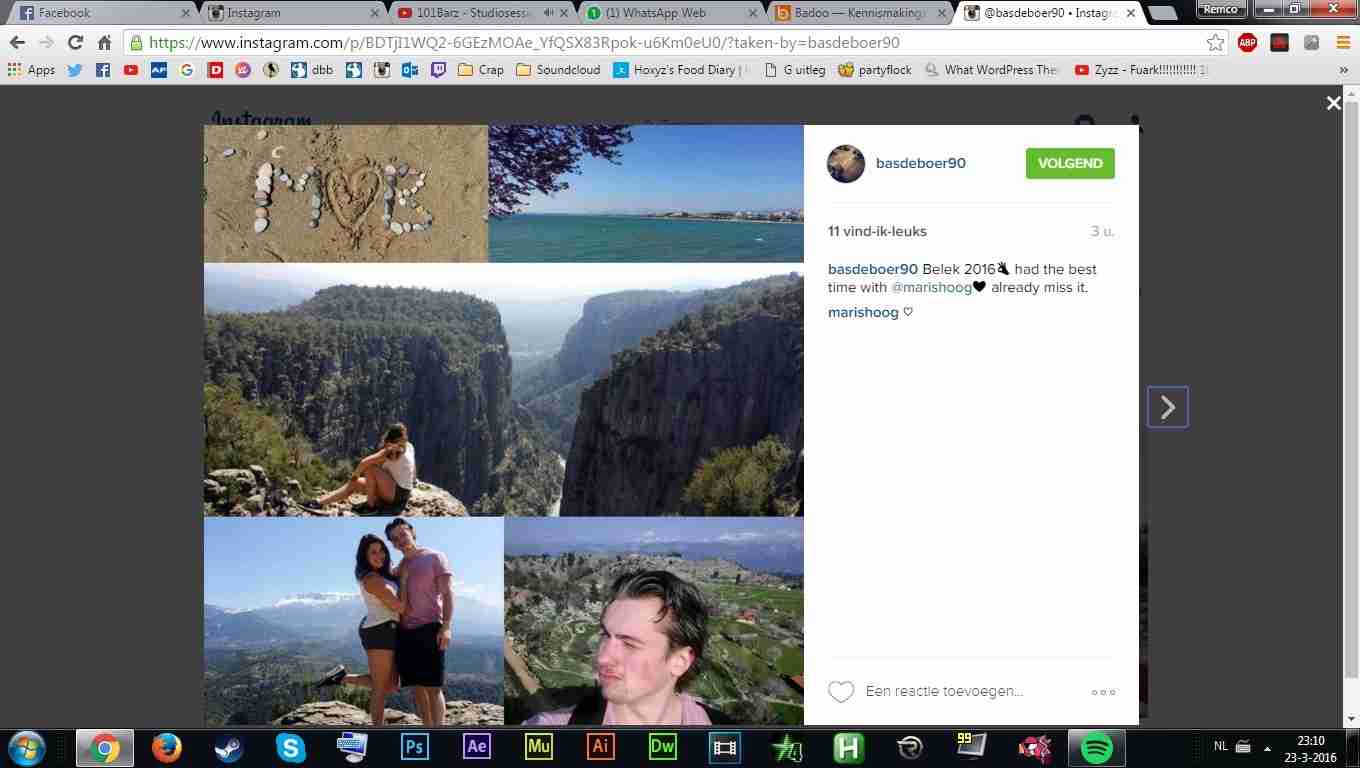 Facebook
Instagram
101Barz - Studiosessi
(1) WhatsApp Web
Badoo — Kennismaking
@basdeboer90 • Instagr
Remco
https://www.instagram.com/p/BDTjI1WQ2-6GEzMOAe_YfQSX83Rpok-u6Km0eU0/?taken-by=basdeboer90
ABP
Apps
dbb
Crap
Soundcloud
Hoxyz's Food Diary |
G uitleg
partyflock
What WordPress The
Zyzz - Fuark!!!!!!!!!!!
»
Instagram
M B
basdeboer90
VOLGEND
11 vind-ik-leuks
3 u.
basdeboer90 Belek 2016 had the best
time with @marishoog🖤 already miss it.
marishoog ♡
Een reactie toevoegen...
Ps
Ae
Mu
Ai
Dw
H
99
NL
23:10
23-3-2016